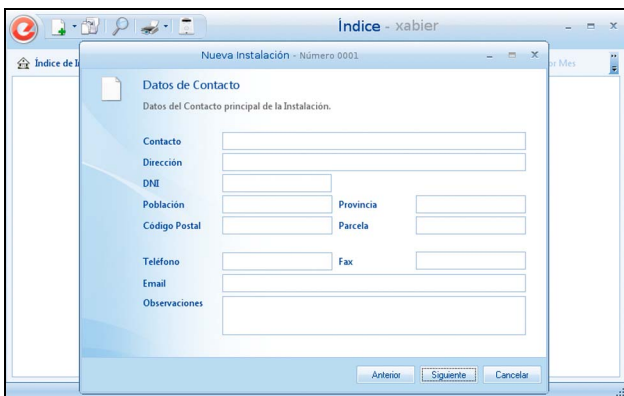 Índice - xabier
Nueva Instalación - Número 0001
Índice de I
or Mes
Datos de Contacto
Datos del Contacto principal de la Instalación.
Contacto
Dirección
DNI
Población Provincia
Código Postal Parcela
Teléfono Fax
Email
Observaciones
Anterior Siguiente Cancelar